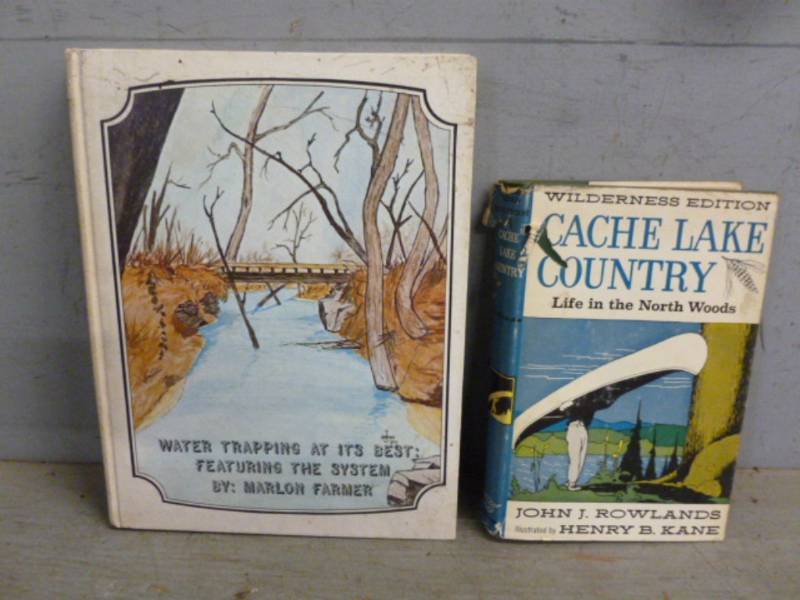 WATER TRAPPING AT ITS BEST:
FEATURING THE SYSTEM
BY: MARLON FARMER
CACHE
LAKE
COUNTRY
WILDERNESS EDITION
CACHE LAKE
COUNTRY
Life in the North Woods
JOHN J. ROWLANDS
Illustrated by HENRY B. KANE